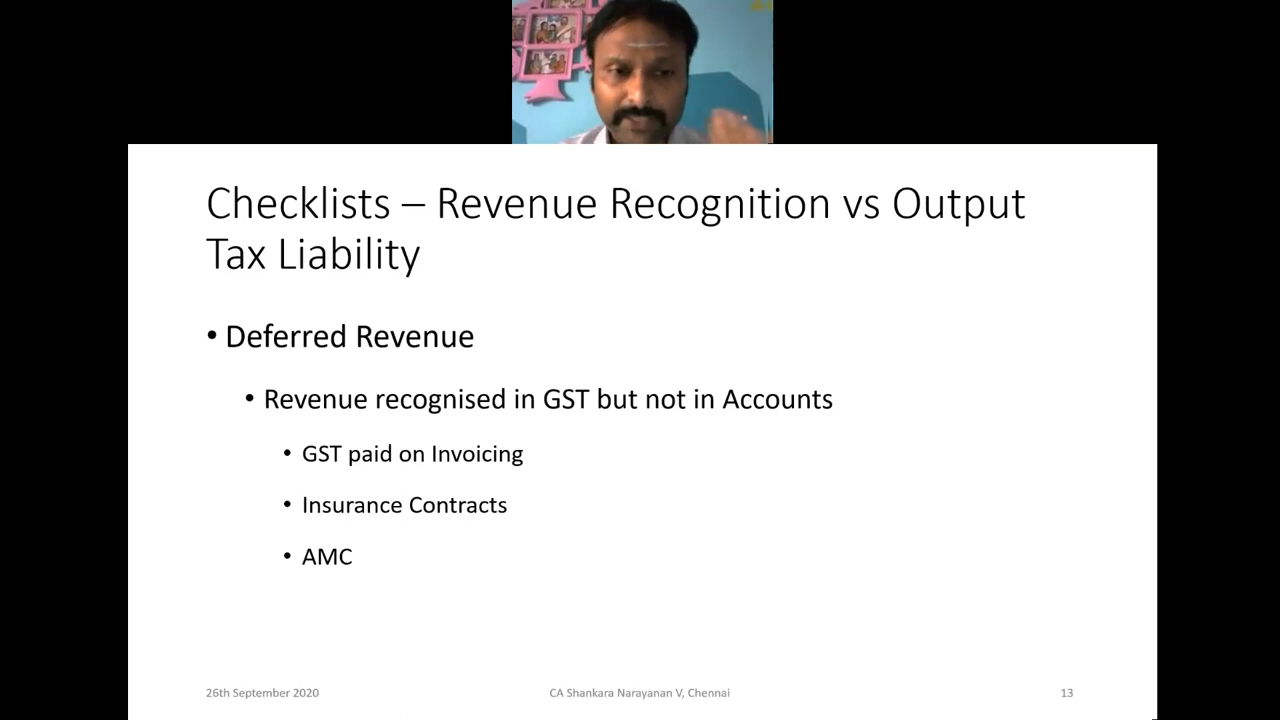 Checklists – Revenue Recognition vs Output
Tax Liability
• Deferred Revenue
• Revenue recognised in GST but not in Accounts
• GST paid on Invoicing
• Insurance Contracts
• AMC
26th September 2020
CA Shankara Narayanan V, Chennai
13